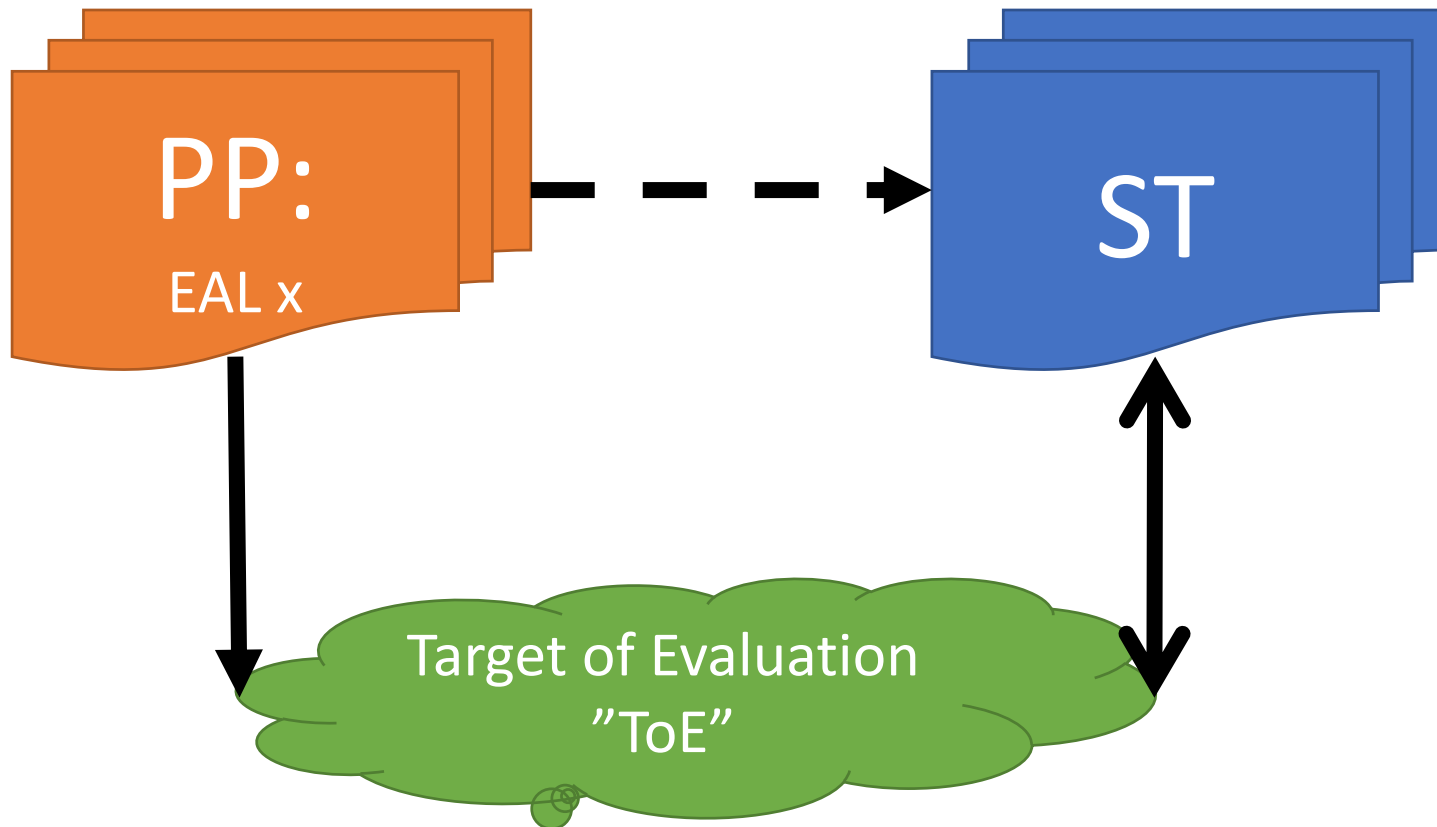 PP:
EAL x
ST
Target of Evaluation
”ToE”